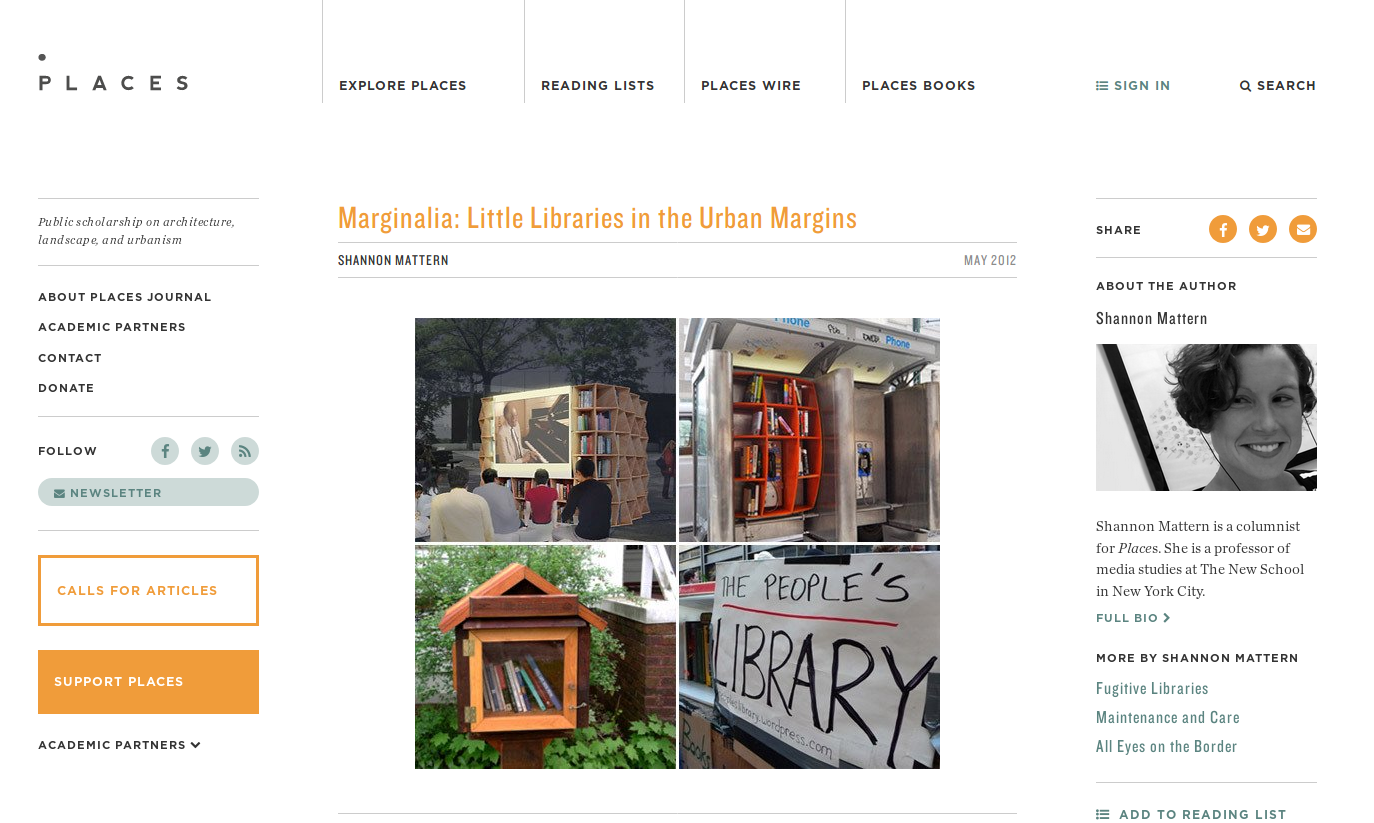 PLACES
EXPLORE PLACES
READING LISTS
PLACES WIRE
PLACES BOOKS
SIGN IN
SEARCH
Public scholarship on architecture,
landscape, and urbanism
ABOUT PLACES JOURNAL
ACADEMIC PARTNERS
CONTACT
DONATE
FOLLOW
NEWSLETTER
CALLS FOR ARTICLES
SUPPORT PLACES
ACADEMIC PARTNERS
Marginalia: Little Libraries in the Urban Margins
SHANNON MATTERN
MAY 2012
Phone
Phone
THE PEOPLE'S
LIBRARY
Books
SHARE
ABOUT THE AUTHOR
Shannon Mattern
Shannon Mattern is a columnist
for Places. She is a professor of
media studies at The New School
in New York City.
FULL BIO
MORE BY SHANNON MATTERN
Fugitive Libraries
Maintenance and Care
All Eyes on the Border
ADD TO READING LIST